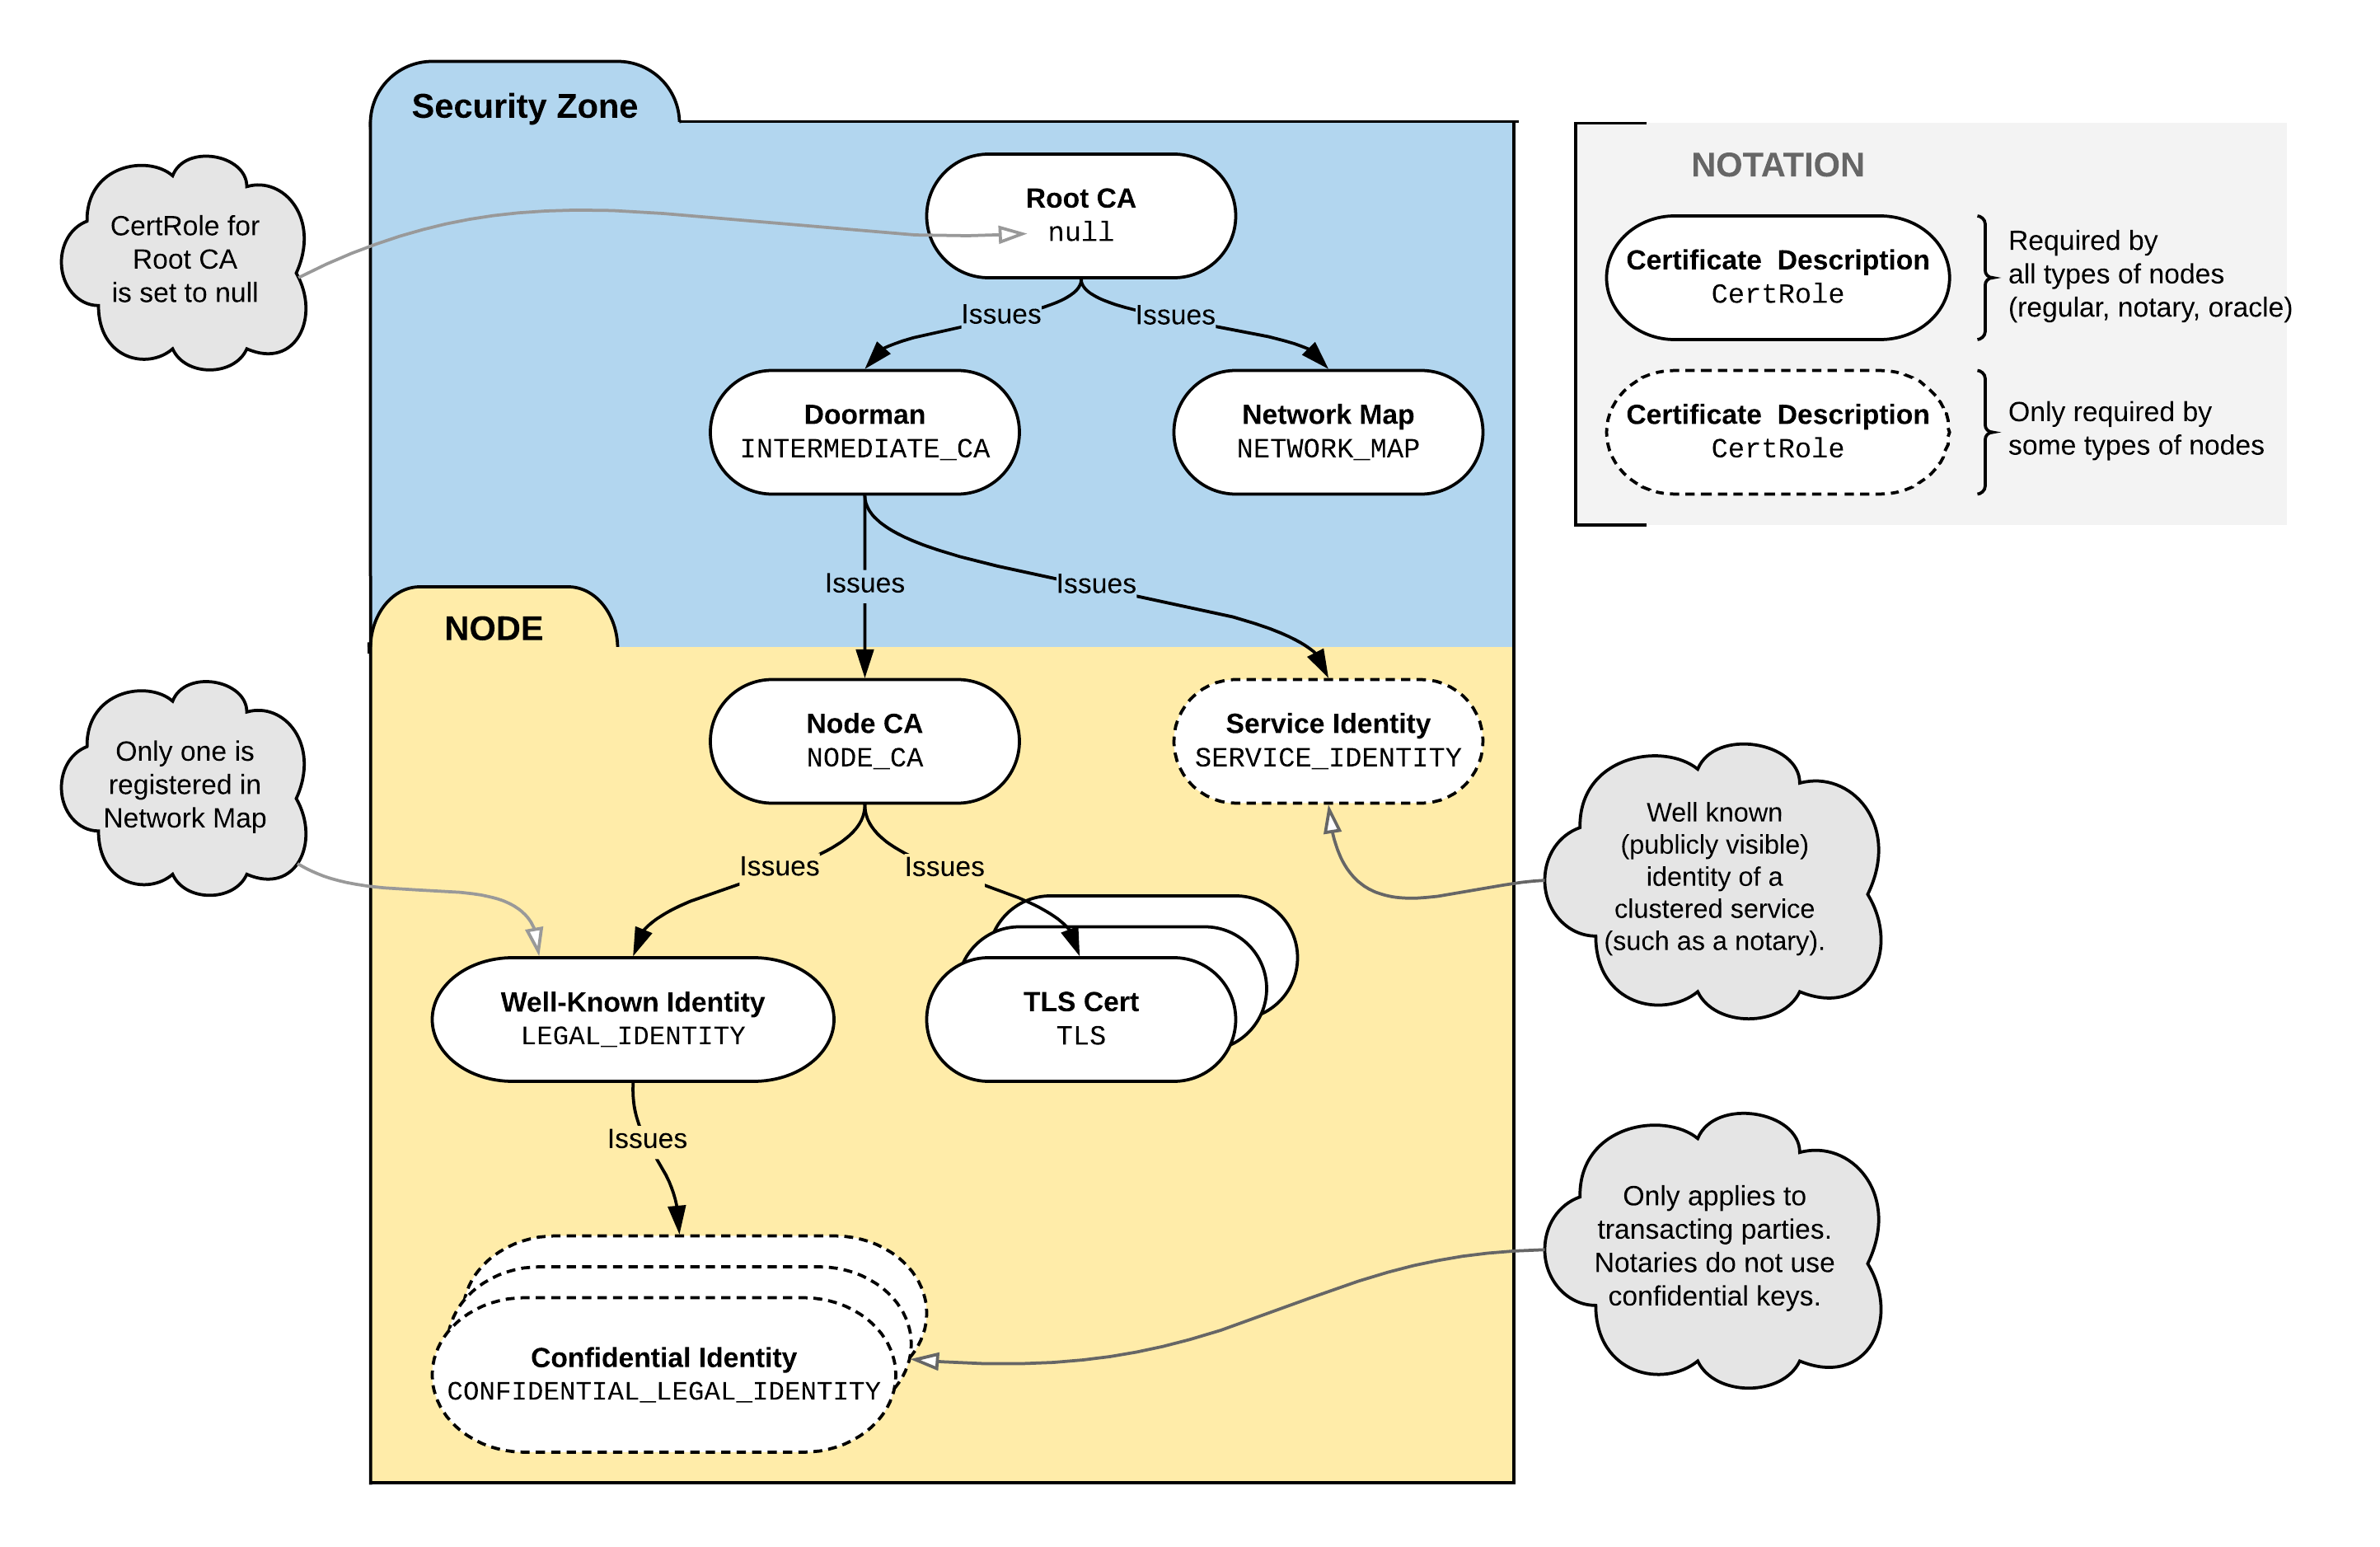 Security Zone
CertRole for
Root CA
is set to null
Root CA
null
Issues
Issues
Doorman
INTERMEDIATE_CA
Network Map
NETWORK_MAP
NOTATION
Certificate Description
CertRole
Required by
all types of nodes
(regular, notary, oracle)
Certificate Description
CertRole
Only required by
some types of nodes
Issues
Issues
NODE
Node CA
NODE_CA
Service Identity
SERVICE_IDENTITY
Only one is
registered in
Network Map
Well known
(publicly visible)
identity of a
clustered service
(such as a notary).
Issues
Issues
Well-Known Identity
LEGAL_IDENTITY
TLS Cert
TLS
Issues
Only applies to
transacting parties.
Notaries do not use
confidential keys.
Confidential Identity
CONFIDENTIAL_LEGAL_IDENTITY